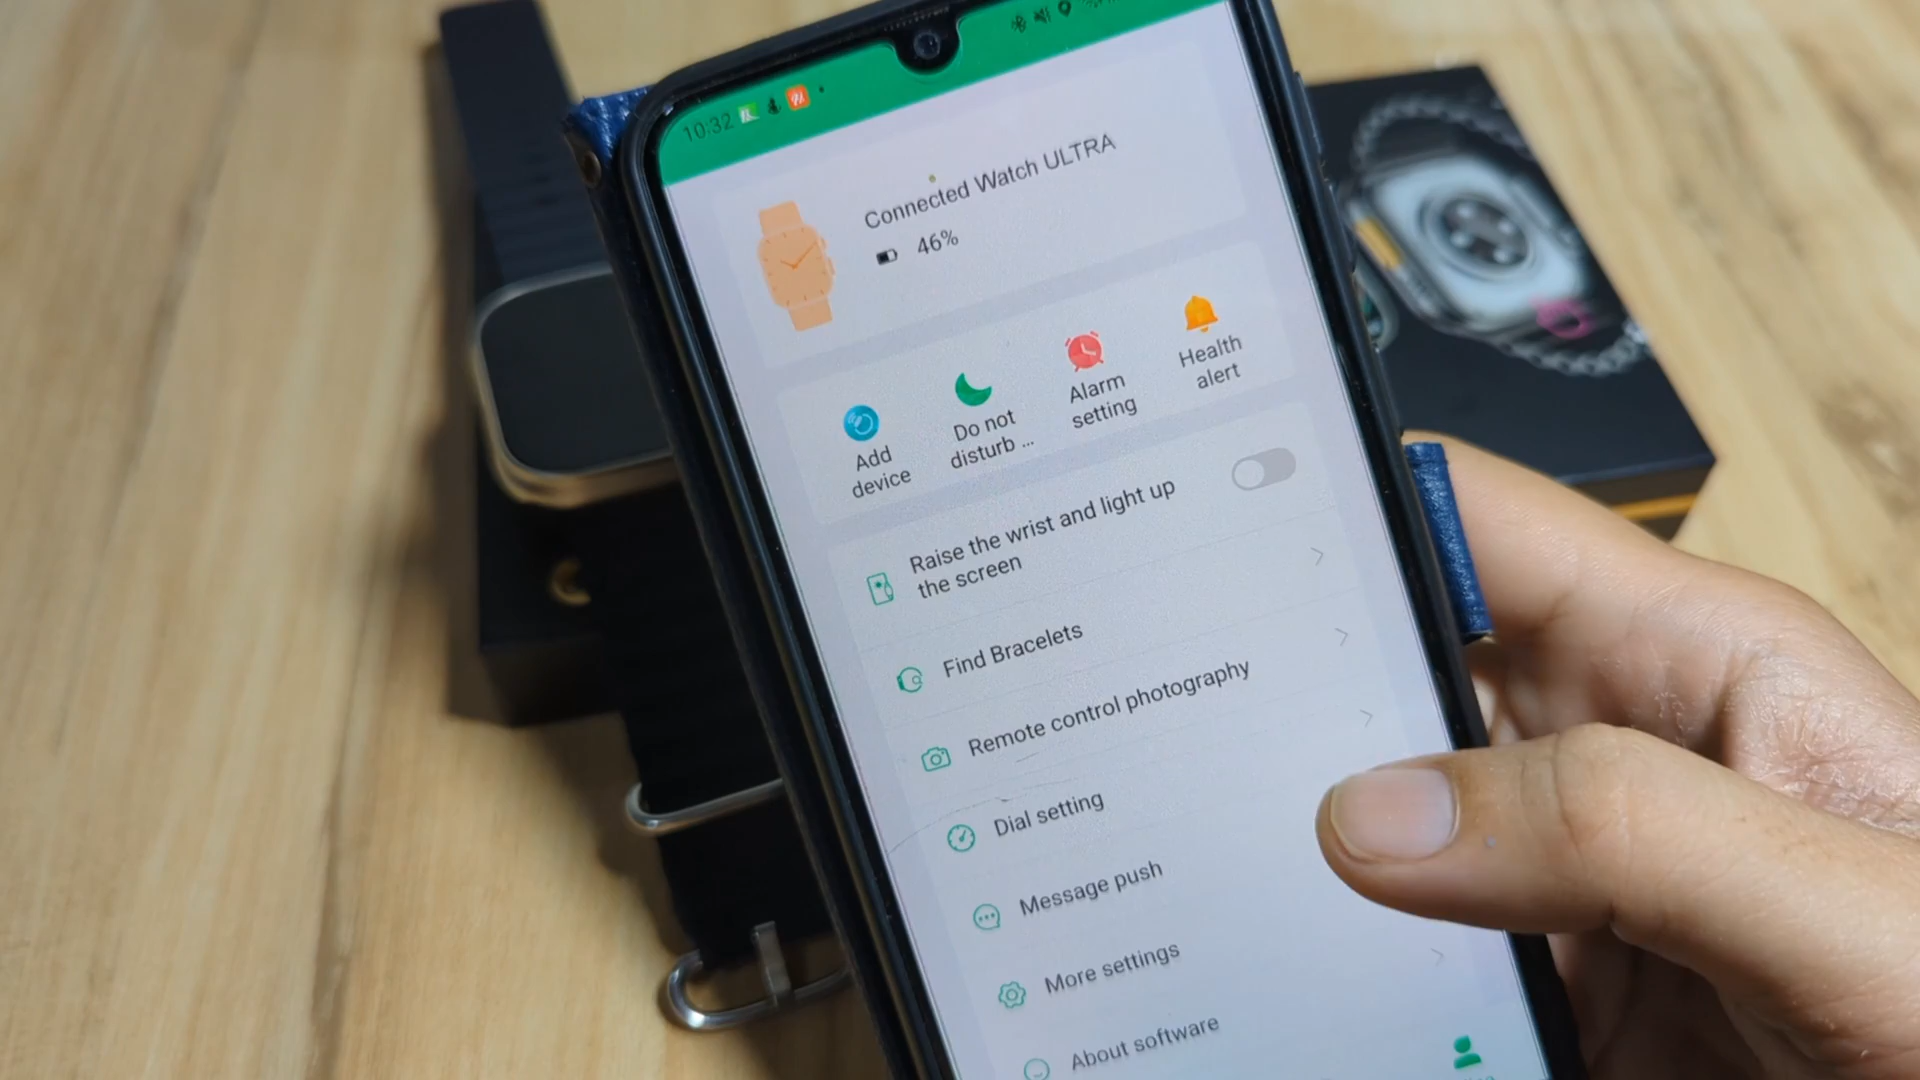 10:32
Connected Watch ULTRA
46%
Add
device
Do not
disturb ...
Alarm
setting
Health
alert
Raise the wrist and light up
the screen
Find Bracelets
Remote control photography
Dial setting
Message push
More settings
About software